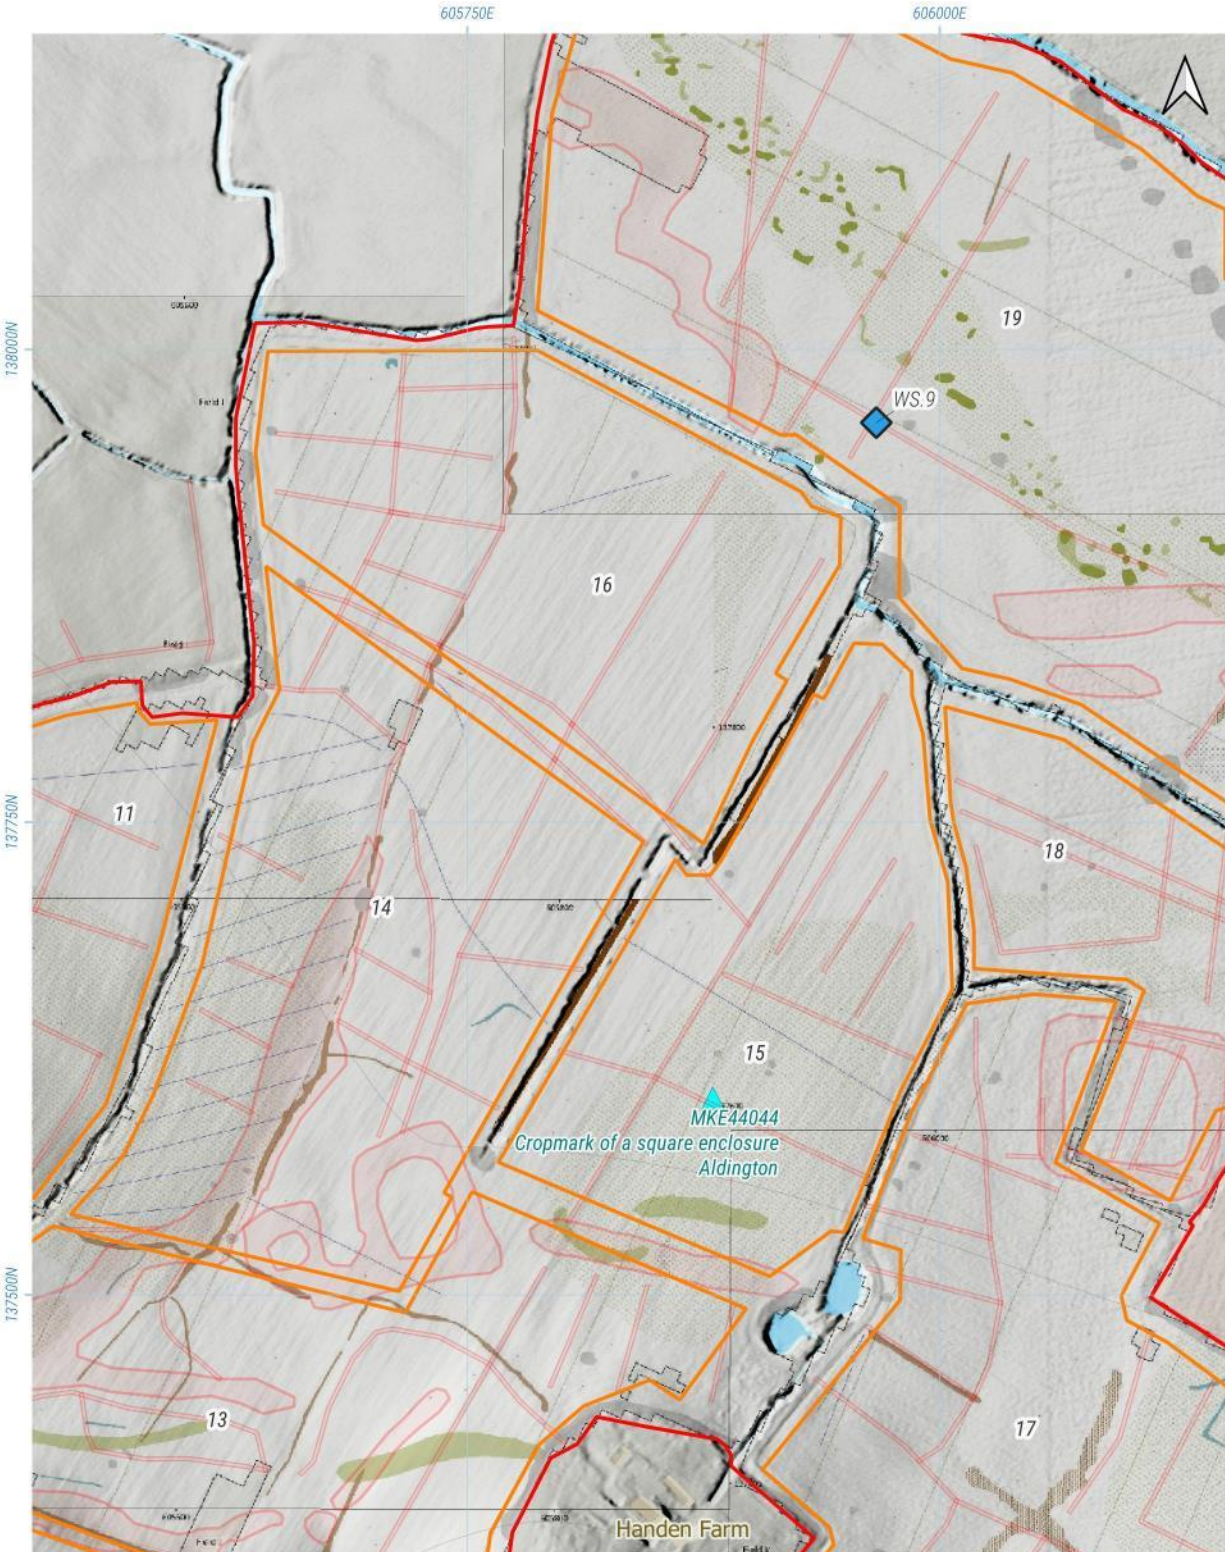 605750E
606000E
138000N
19
WS.9
16
11
18
137750N
14
15
MKE44044
Cropmark of a square enclosure
Aldington
137500N
13
17
Handen Farm